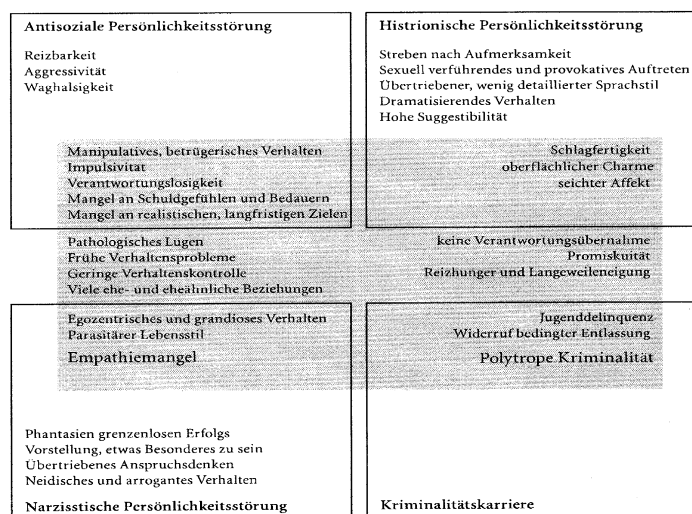 Antisoziale Persönlichkeitsstörung
Reizbarkeit
Aggressivität
Waghalsigkeit
Histrionische Persönlichkeitsstörung
Streben nach Aufmerksamkeit
Sexuell verführendes und provokatives Auftreten
Übertriebener, wenig detaillierter Sprachstil
Dramatisierendes Verhalten
Hohe Suggestibilität
Manipulatives, betrügerisches Verhalten
Impulsivität
Verantwortungslosigkeit
Mangel an Schuldgefühlen und Bedauern
Mangel an realistischen, langfristigen Zielen
Schlagfertigkeit
oberflächlicher Charme
seichter Affekt
Pathologisches Lügen
Frühe Verhaltensprobleme
Geringe Verhaltenskontrolle
Viele ehe- und eheähnliche Beziehungen
keine Verantwortungsübernahme
Promiskuität
Reizhunger und Langeweileneigung
Egozentrisches und grandioses Verhalten
Parasitärer Lebensstil
Empathiemangel
Jugenddelinquenz
Widerruf bedingter Entlassung
Polytrope Kriminalität
Phantasien grenzenlosen Erfolgs
Vorstellung, etwas Besonderes zu sein
Übertriebenes Anspruchsdenken
Neidisches und arrogantes Verhalten
Narzisstische Persönlichkeitsstörung
Kriminalitätskarriere